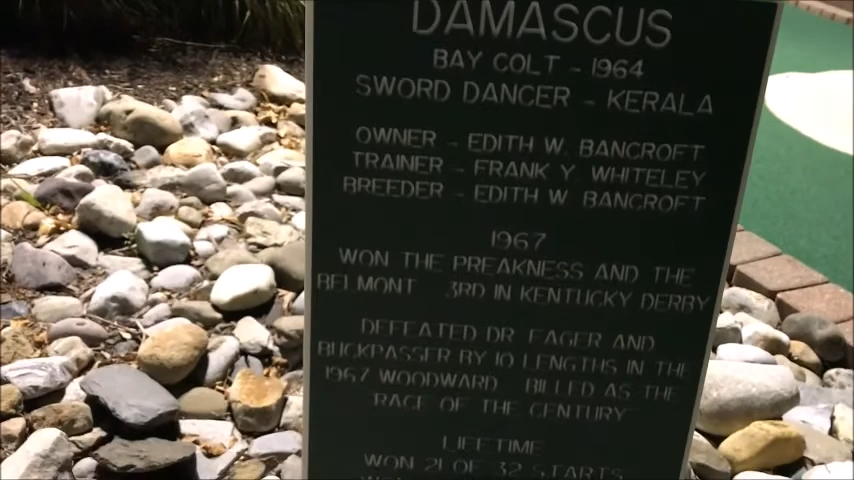 DAMASCUS
BAY COLT - 1964
SWORD DANCER - KERALA
OWNER - EDITH W. BANCROFT
TRAINER - FRANK Y. WHITELEY
BREEDER - EDITH W. BANCROFT
1967
WON THE PREAKNESS AND THE
BELMONT 3RD IN KENTUCKY DERBY
DEFEATED DR FAGER AND
BUCKPASSER BY 10 LENGTHS IN THE
1967 WOODWARD BILLED AS THE
RACE OF THE CENTURY
LIFETIME
WON 21 OF 32 STARTS